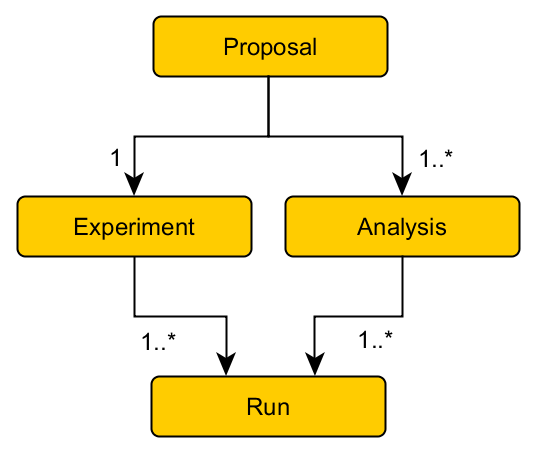 Proposal
1
1..*
Experiment
Analysis
1..*
1..*
Run